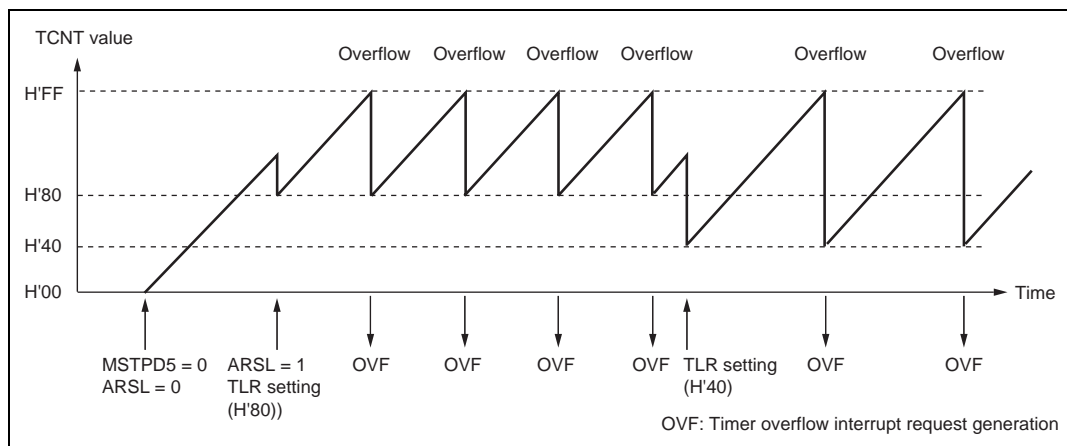 TCNT value
Overflow Overflow Overflow Overflow Overflow Overflow
H'FF
H'80
H'40
H'00
Time
MSTPD5 = 0
ARSL = 0
ARSL = 1
TLR setting
(H'80))
OVF OVF OVF OVF
TLR setting
(H'40)
OVF OVF
OVF: Timer overflow interrupt request generation